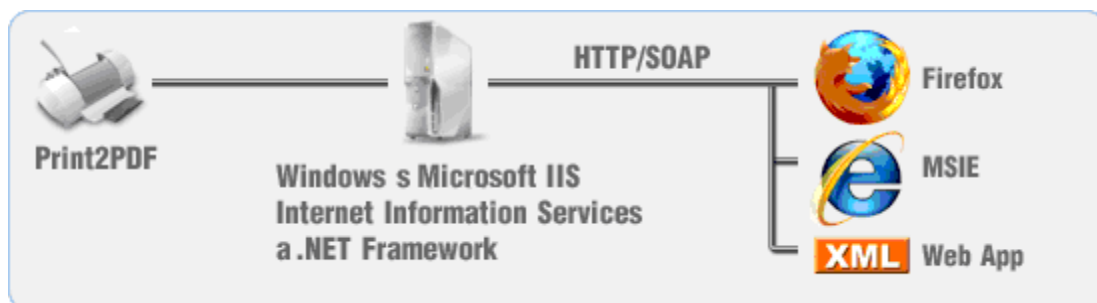 HTTP/SOAP
Firefox
Print2PDF
MSIE
Windows s Microsoft IIS
Internet Information Services
a .NET Framework
XML Web App